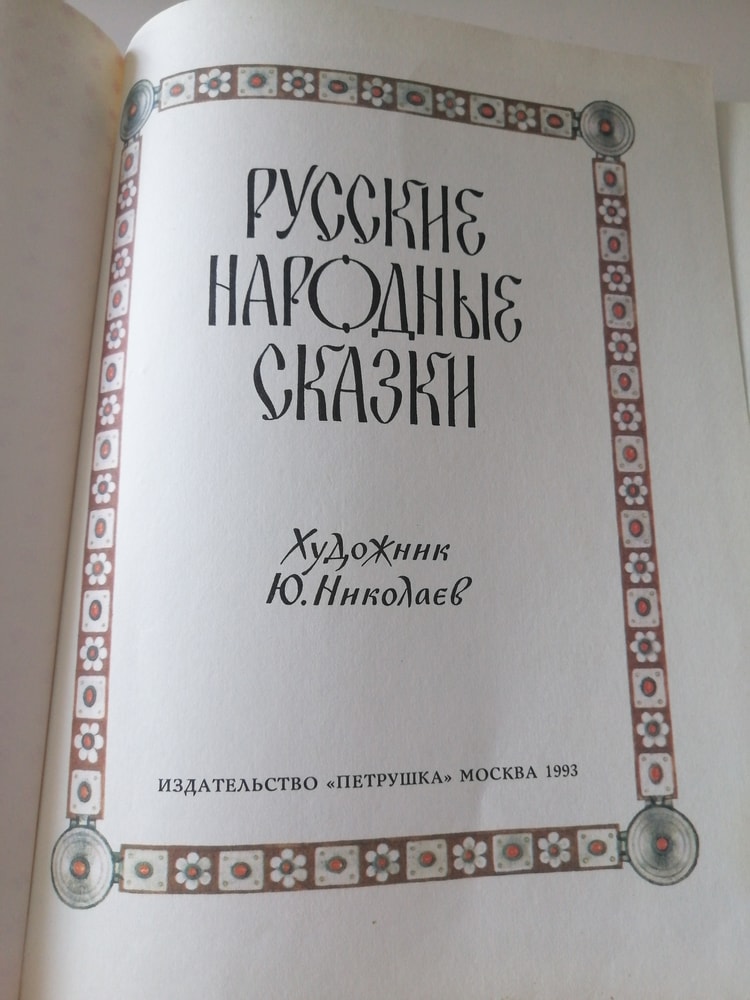 РУССКИЕ
НАРОДНЫЕ
СКАЗКИ
Художник
Ю. Николаев
ИЗДАТЕЛЬСТВО «ПЕТРУШКА» МОСКВА 1993